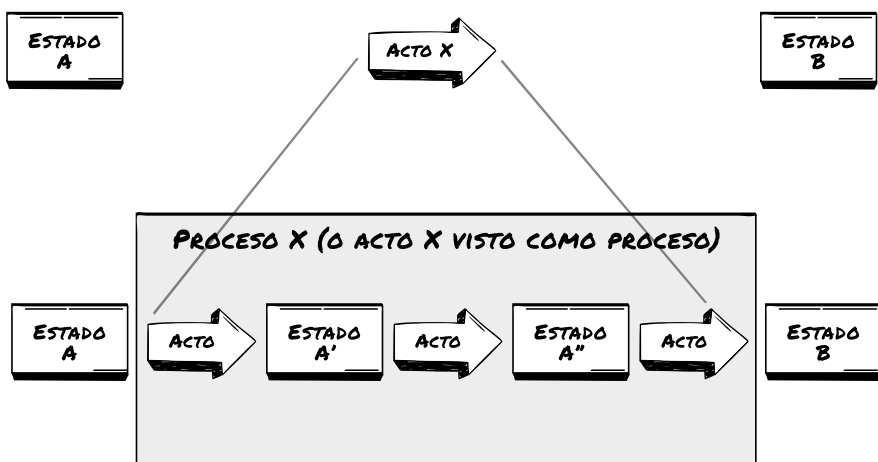 Estado
A
Acto X
Estado
B
Proceso X (o acto X visto como proceso)
Estado
A
Acto
Estado
A'
Acto
Estado
A"
Acto
Estado
B